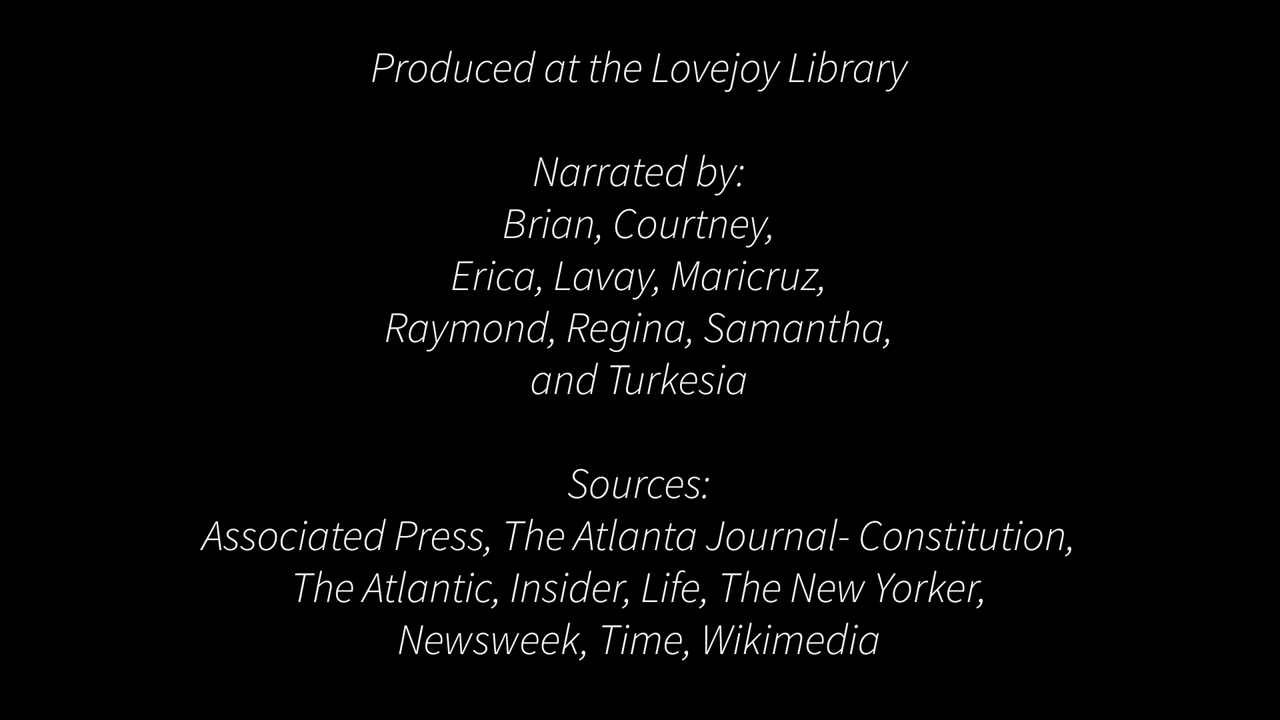 Produced at the Lovejoy Library
Narrated by:
Brian, Courtney,
Erica, Lavay, Maricruz,
Raymond, Regina, Samantha,
and Turkesia
Sources:
Associated Press, The Atlanta Journal- Constitution,
The Atlantic, Insider, Life, The New Yorker,
Newsweek, Time, Wikimedia